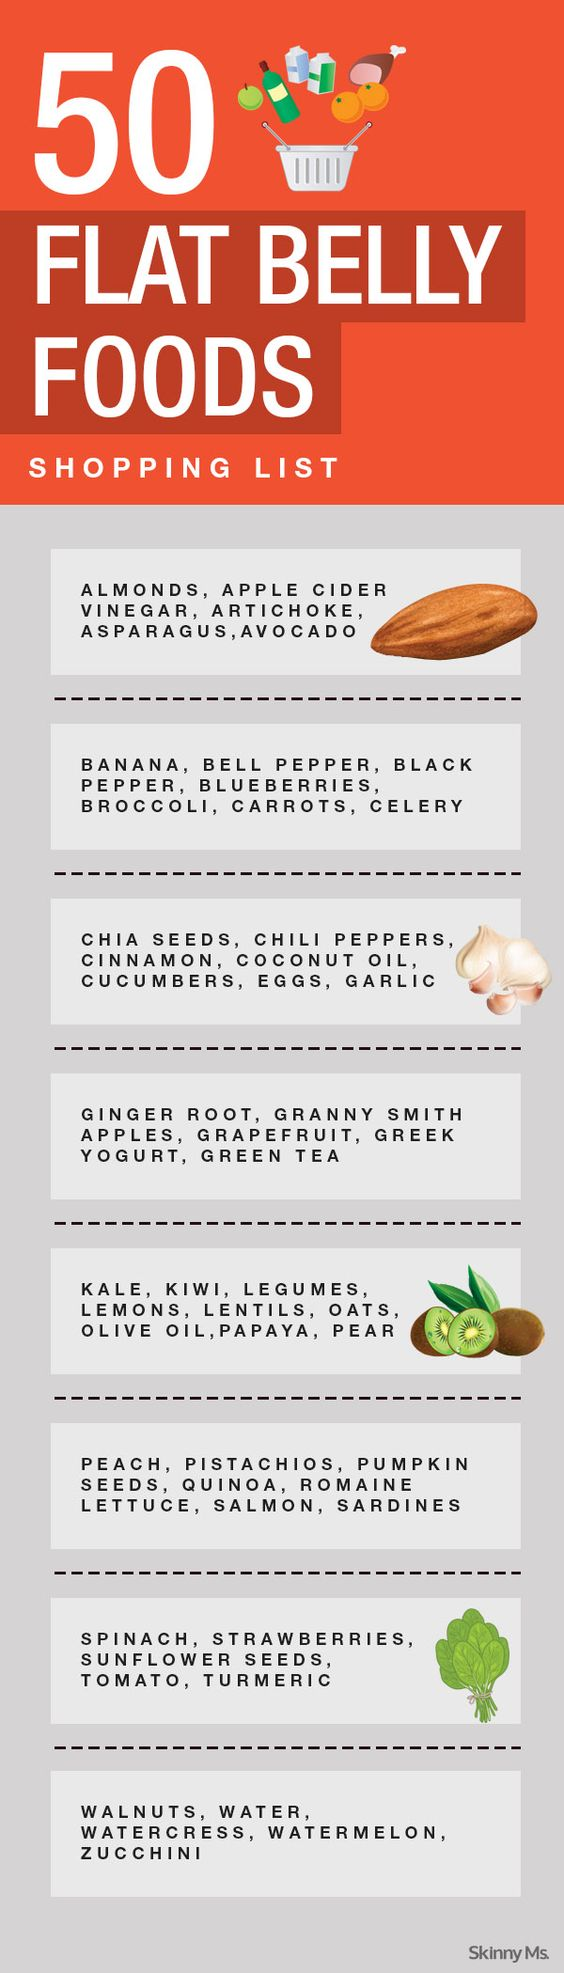 50
FLAT BELLY
FOODS
SHOPPING LIST
ALMONDS, APPLE CIDER
VINEGAR, ARTICHOKE,
ASPARAGUS,AVOCADO
BANANA, BELL PEPPER, BLACK
PEPPER, BLUEBERRIES,
BROCCOLI, CARROTS, CELERY
CHIA SEEDS, CHILI PEPPERS,
CINNAMON, COCONUT OIL,
CUCUMBERS, EGGS, GARLIC
GINGER ROOT, GRANNY SMITH
APPLES, GRAPEFRUIT, GREEK
YOGURT, GREEN TEA
KALE, KIWI, LEGUMES,
LEMONS, LENTILS, OATS,
OLIVE OIL,PAPAYA, PEAR
PEACH, PISTACHIOS, PUMPKIN
SEEDS, QUINOA, ROMAINE
LETTUCE, SALMON, SARDINES
SPINACH, STRAWBERRIES,
SUNFLOWER SEEDS,
TOMATO, TURMERIC
WALNUTS, WATER,
WATERCRESS, WATERMELON,
ZUCCHINI
Skinny Ms.